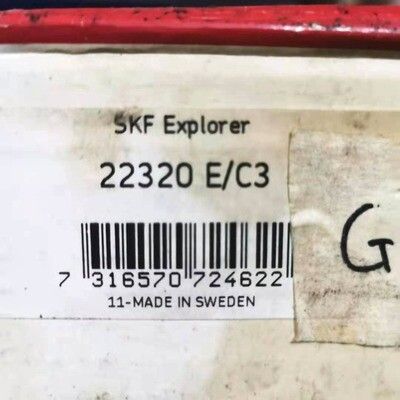 SKF Explorer
22320 E/C3
G
7 316570 724622
11-MADE IN SWEDEN